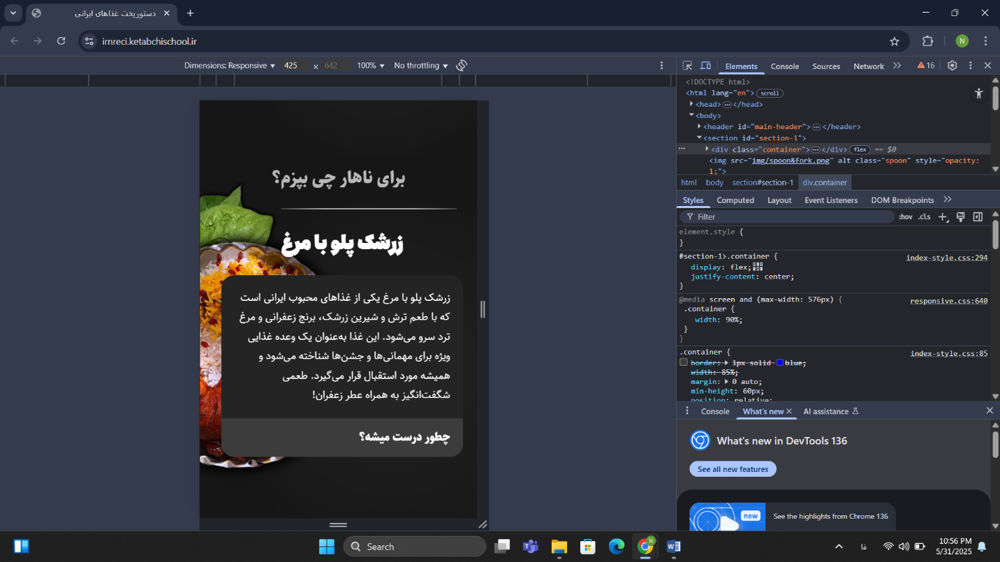 دستورپخت غذاهای ایرانی
irnreci.ketabchischool.ir
N
Dimensions: Responsive
425 × 642
100%
No throttling
برای ناهار چی بپزم؟
زرشک پلو با مرغ
زرشک پلو با مرغ یکی از غذاهای محبوب ایرانی است
که با طعم ترش و شیرین زرشک، برنج زعفرانی و مرغ
ترد سرو می‌شود. این غذا به‌عنوان یک وعده غذایی
ویژه برای مهمانی‌ها و جشن‌ها شناخته می‌شود و
همیشه مورد استقبال قرار می‌گیرد. طعمی
شگفت‌انگیز به همراه عطر زعفران!
چطور درست میشه؟
Elements Console Sources Network 16
<!DOCTYPE html>
<html lang="en"> scroll
<head> </head>
<body>
<header id="main-header"> </header>
<section id="section-1">
<div class="container"> </div> flex == $0
<img src="img/spoon&fork.png" alt class="spoon" style="opacity:
1;">
html body section#section-1 div.container
Styles Computed Layout Event Listeners DOM Breakpoints
Filter :hov .cls
element.style {
}
#section-1>.container { index-style.css:294
display: flex;
justify-content: center;
}
@media screen and (max-width: 576px) { responsive.css:640
.container {
width: 90%;
}
}
.container { index-style.css:85
border: 1px solid blue;
width: 85%;
margin: 0 auto;
min-height: 60px;
position: relative;
Console What's new AI assistance
What's new in DevTools 136
See all new features
new
See the highlights from Chrome 136
Search
N
فا
10:56 PM
5/31/2025